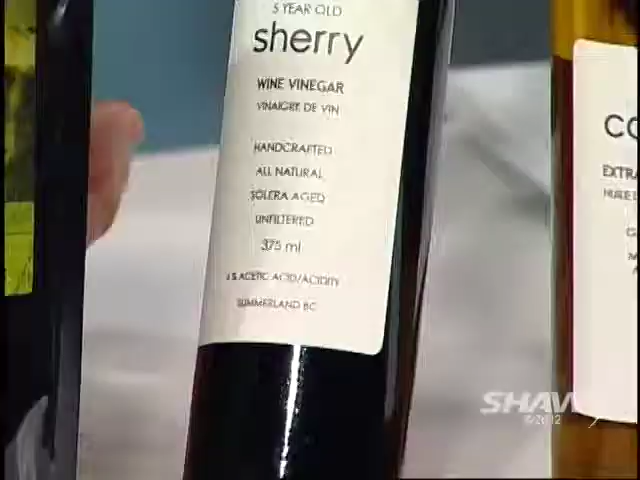 5 YEAR OLD
sherry
WINE VINEGAR
VINAIGRE DE VIN
HANDCRAFTED
ALL NATURAL
SOLERA AGED
UNFILTERED
375 ml
ACETIC ACID/ACIDITY
SUMMERLAND BC
CO
EXTRA
HUILE
SHAW